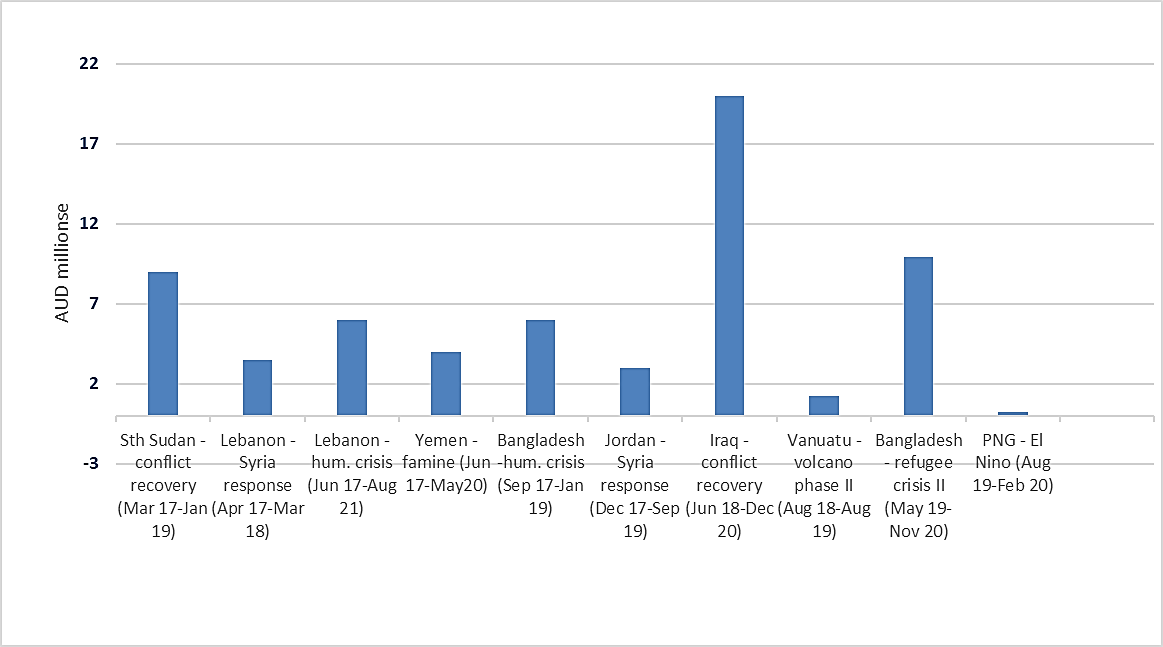 22
17
12
7
2
-3
AUD millionse
Sth Sudan -
conflict
recovery
(Mar 17-Jan
19)
Lebanon -
Syria
response
(Apr 17-Mar
18)
Lebanon -
hum. crisis
(Jun 17-Aug
21)
Yemen -
famine (Jun
17-May20)
Bangladesh
-hum. crisis
(Sep 17-Jan
19)
Jordan -
Syria
response
(Dec 17-Sep
19)
Iraq -
conflict
recovery
(Jun 18-Dec
20)
Vanuatu -
volcano
phase II
(Aug 18-Aug
19)
Bangladesh
- refugee
crisis II
(May 19-
Nov 20)
PNG - El
Nino (Aug
19-Feb 20)